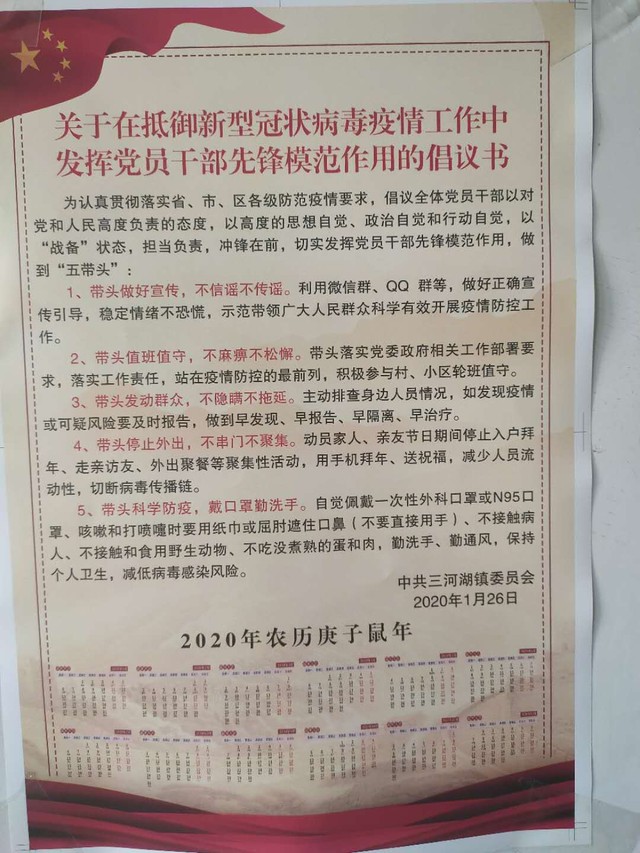 关于在抵御新型冠状病毒疫情工作中
发挥党员干部先锋模范作用的倡议书
为认真贯彻落实省、市、区各级防范疫情要求，倡议全体党员干部以对
党和人民高度负责的态度，以高度的思想自觉、政治自觉和行动自觉，以
“战备”状态，担当负责，冲锋在前，切实发挥党员干部先锋模范作用，做
到“五带头”：
1、带头做好宣传，不信谣不传谣。利用微信群、QQ 群等，做好正确宣
传引导，稳定情绪不恐慌，示范带领广大人民群众科学有效开展疫情防控工
作。
2、带头值班值守，不麻痹不松懈。带头落实党委政府相关工作部署要
求，落实工作责任，站在疫情防控的最前列，积极参与村、小区轮班值守。
3、带头发动群众，不隐瞒不拖延。主动排查身边人员情况，如发现疫情
或可疑风险要及时报告，做到早发现、早报告、早隔离、早治疗。
4、带头停止外出，不串门不聚集。动员家人、亲友节日期间停止入户拜
年、走亲访友、外出聚餐等聚集性活动，用手机拜年、送祝福，减少人员流
动性，切断病毒传播链。
5、带头科学防疫，戴口罩勤洗手。自觉佩戴一次性外科口罩或N95口
罩、咳嗽和打喷嚏时要用纸巾或屈肘遮住口鼻（不要直接用手）、不接触病
人、不接触和食用野生动物、不吃没煮熟的蛋和肉，勤洗手、勤通风，保持
个人卫生，减低病毒感染风险。
中共三河湖镇委员会
2020年1月26日
2020年农历庚子鼠年